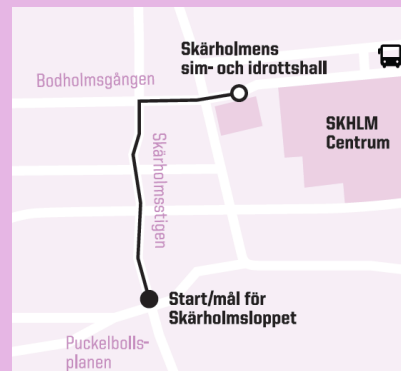 Skärholmens
sim- och idrottshall
Bodholmsgången
SKHLM
Centrum
Skärholmsstigen
Start/mål för
Skärholmsloppet
Puckelbolls-
planen